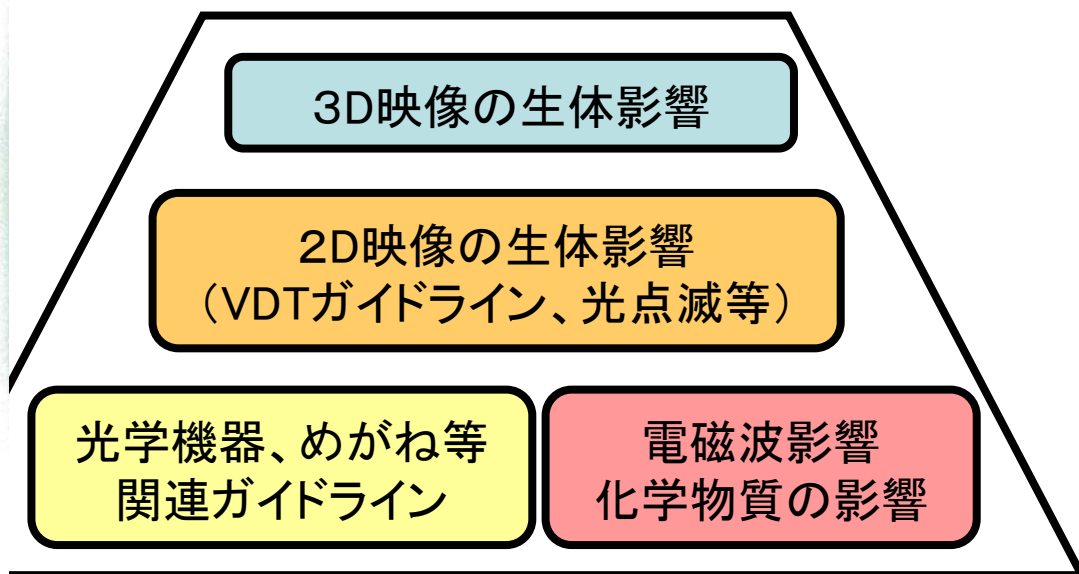 3D映像の生体影響
2D映像の生体影響
（VDTガイドライン、光点滅等）
光学機器、めがね等
関連ガイドライン
電磁波影響
化学物質の影響